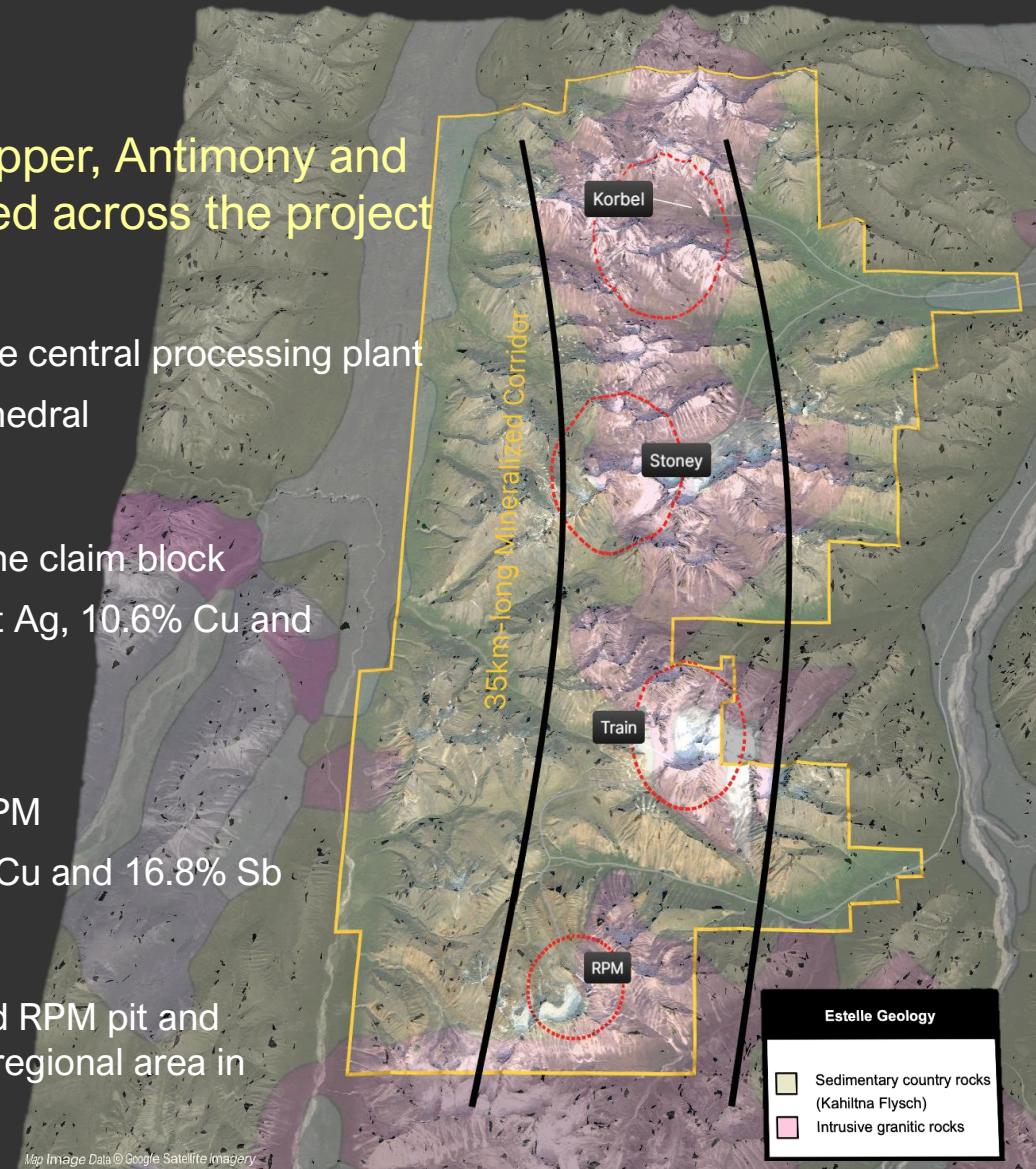 pper, Antimony and
ed across the project
e central processing plant
hedral
ne claim block
t Ag, 10.6% Cu and
PM
Cu and 16.8% Sb
d RPM pit and
regional area in
Korbel
Stoney
35km-long Mineralized Corridor
Train
RPM
Estelle Geology
Sedimentary country rocks
(Kahiltna Flysch)
Intrusive granitic rocks
Map Image Data © Google Satellite Imagery